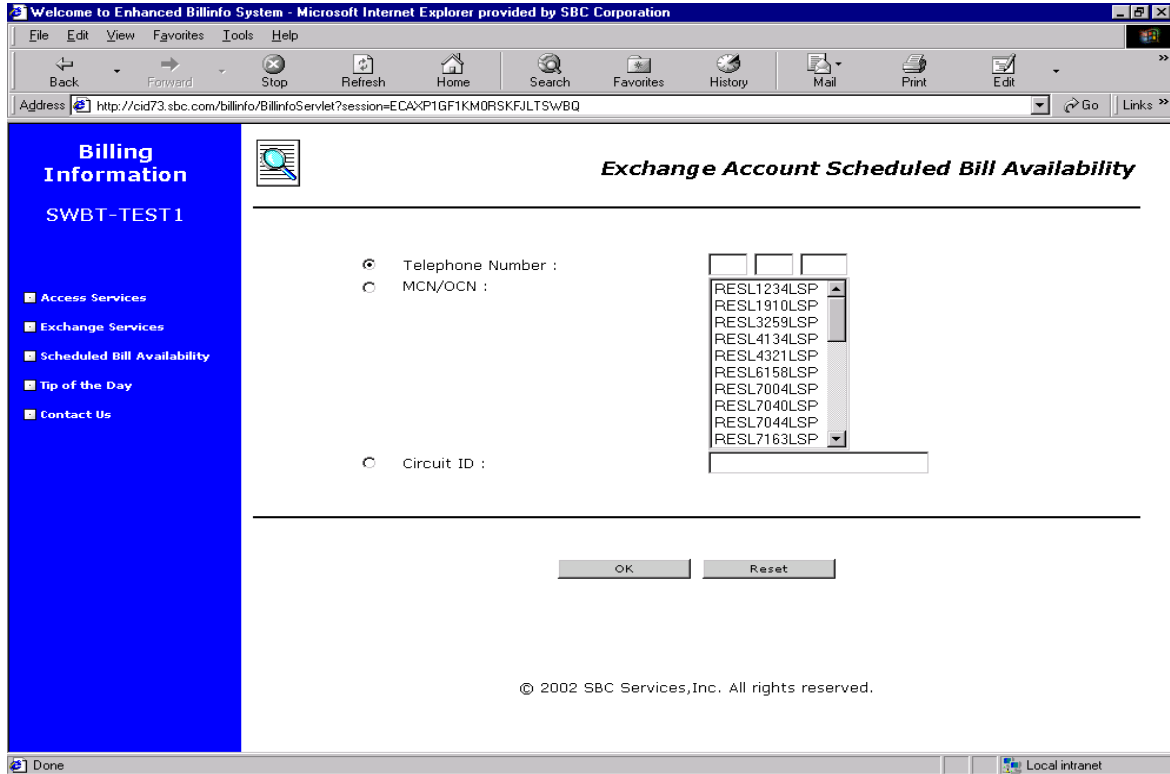 Welcome to Enhanced Billinfo System - Microsoft Internet Explorer provided by SBC Corporation
File Edit View Favorites Tools Help
Back Forward Stop Refresh Home Search Favorites History Mail Print Edit »
Address http://cid73.sbc.com/billinfo/BillinfoServlet?session=ECAXP1GF1KM0RSKFJLTSWBQ Go Links »
Billing
Information
SWBT-TEST1
Access Services
Exchange Services
Scheduled Bill Availability
Tip of the Day
Contact Us
Exchange Account Scheduled Bill Availability
Telephone Number :
MCN/OCN :
RESL1234LSP
RESL1910LSP
RESL3259LSP
RESL4134LSP
RESL4321LSP
RESL6158LSP
RESL7004LSP
RESL7040LSP
RESL7044LSP
RESL7163LSP
Circuit ID :
OK Reset
© 2002 SBC Services,Inc. All rights reserved.
Done Local intranet